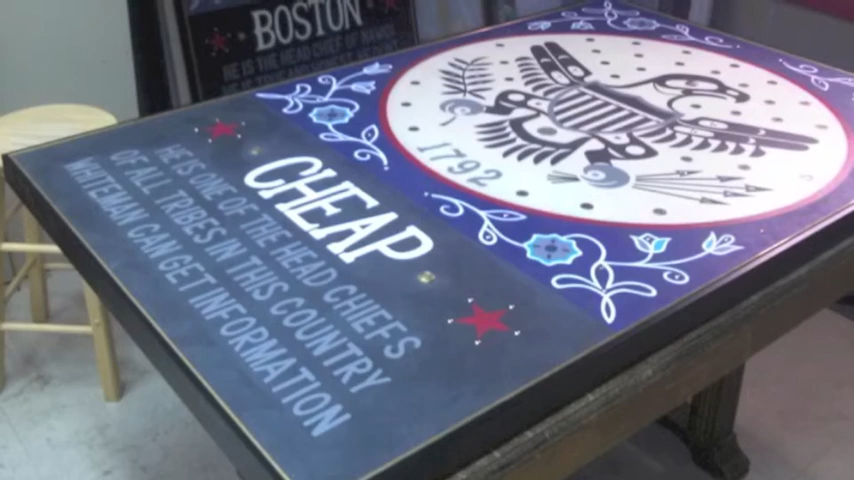 BOSTON
HE IS THE HEAD CHIEF OF
1792
CHEAP
HE IS ONE OF THE HEAD CHIEFS
OF ALL TRIBES IN THIS COUNTRY
WHITEMAN CAN GET INFORMATION